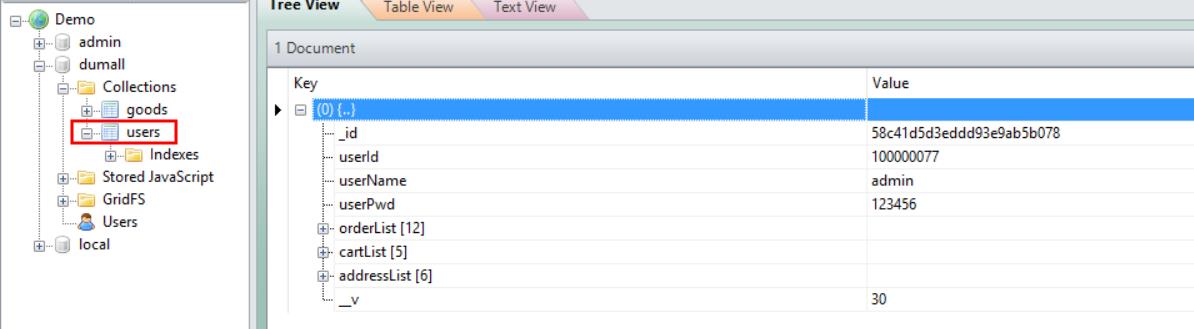 Demo
admin
dumall
Collections
goods
users
Indexes
Stored JavaScript
GridFS
Users
local
Tree View Table View Text View
1 Document
Key Value
(0) {..}
_id 58c41d5d3eddd93e9ab5b078
userId 100000077
userName admin
userPwd 123456
orderList [12]
cartList [5]
addressList [6]
__v 30